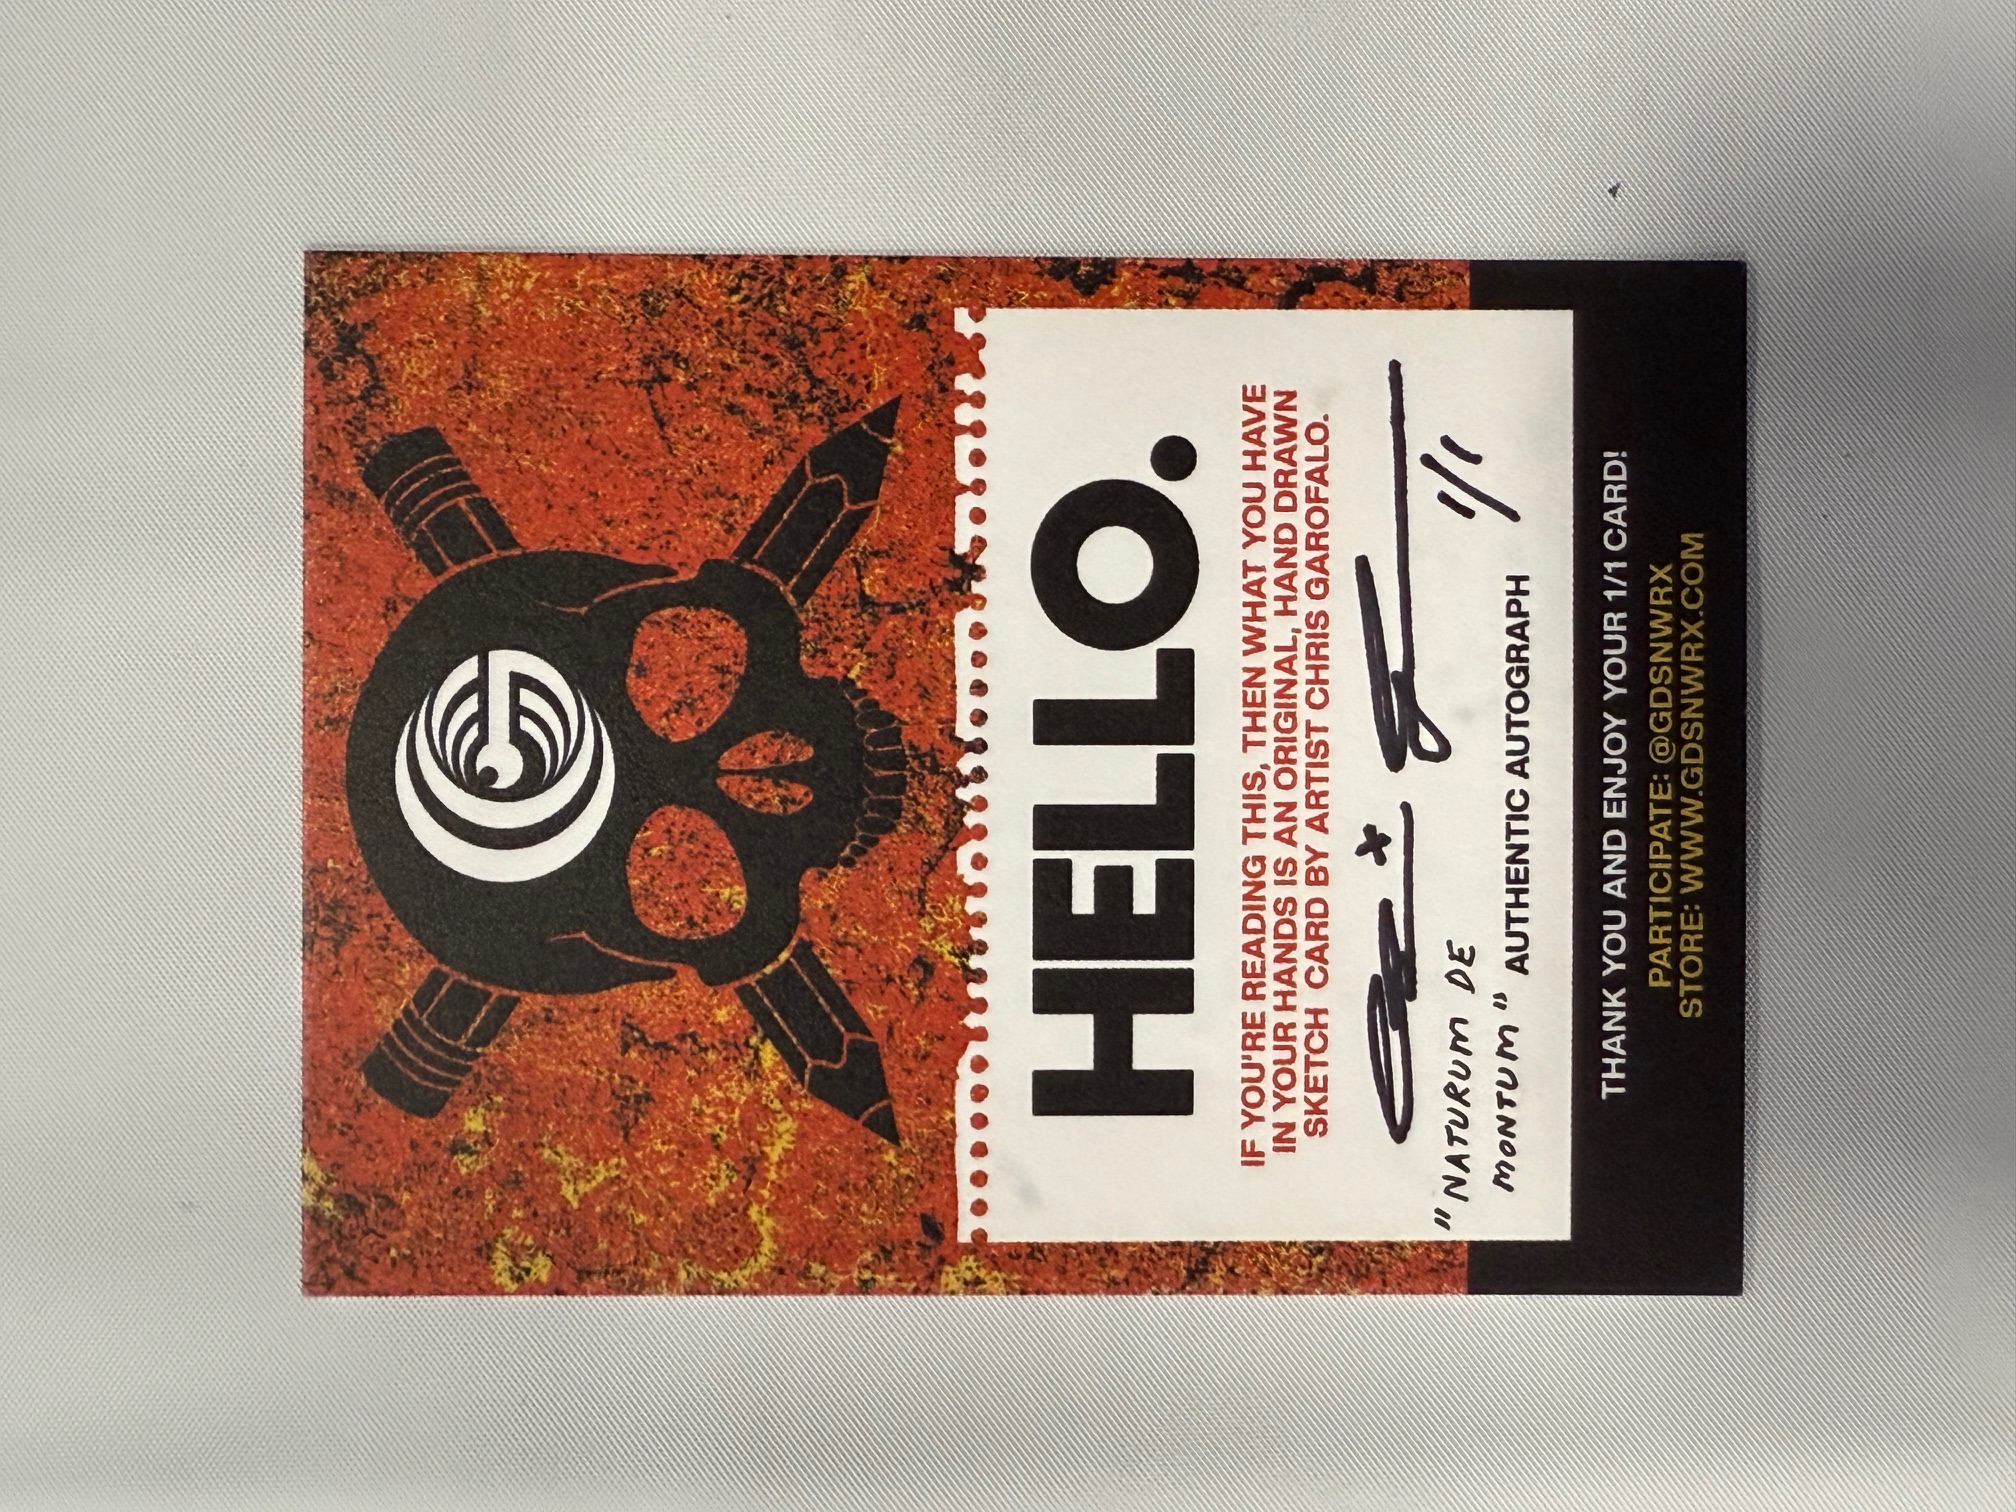 HELLO.
IF YOU'RE READING THIS, THEN WHAT YOU HAVE
IN YOUR HANDS IS AN ORIGINAL, HAND DRAWN
SKETCH CARD BY ARTIST CHRIS GAROFALO.
"NATURUM DE
MONTUM"
1/1
AUTHENTIC AUTOGRAPH
THANK YOU AND ENJOY YOUR 1/1 CARD!
PARTICIPATE: @GDSNWRX
STORE: WWW.GDSNWRX.COM